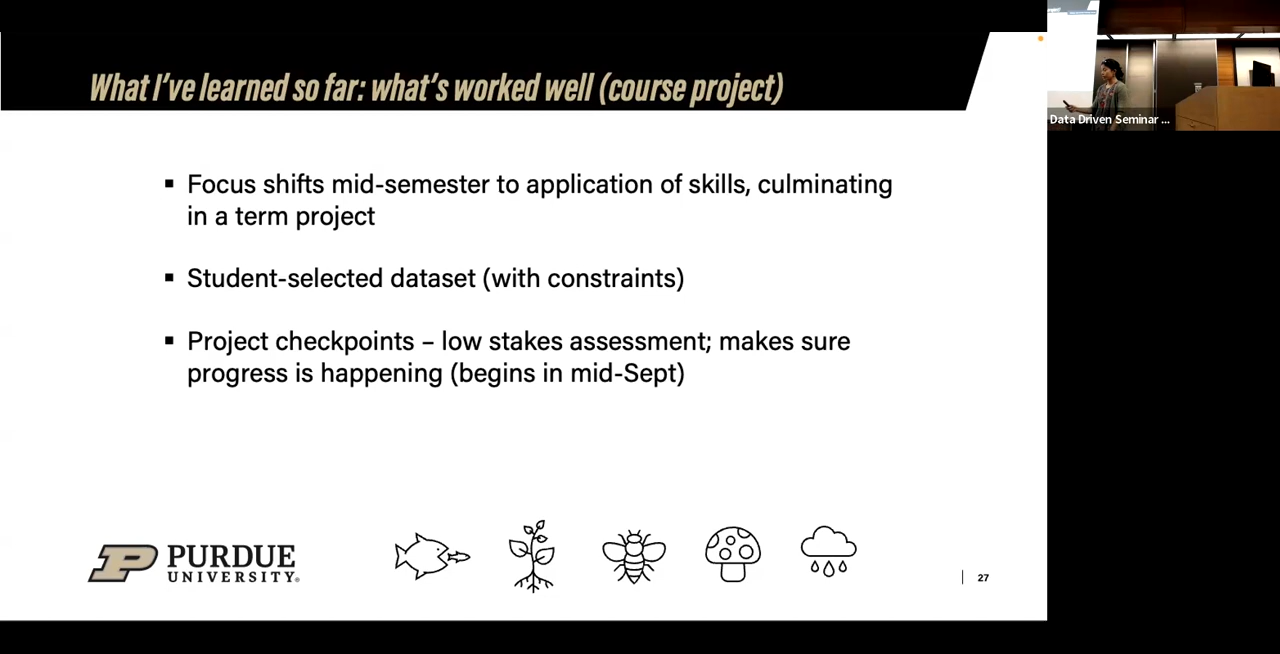 What I've learned so far: what's worked well (course project)
Data Driven Seminar ...
▪ Focus shifts mid-semester to application of skills, culminating
in a term project
▪ Student-selected dataset (with constraints)
▪ Project checkpoints – low stakes assessment; makes sure
progress is happening (begins in mid-Sept)
PURDUE
UNIVERSITY®
27